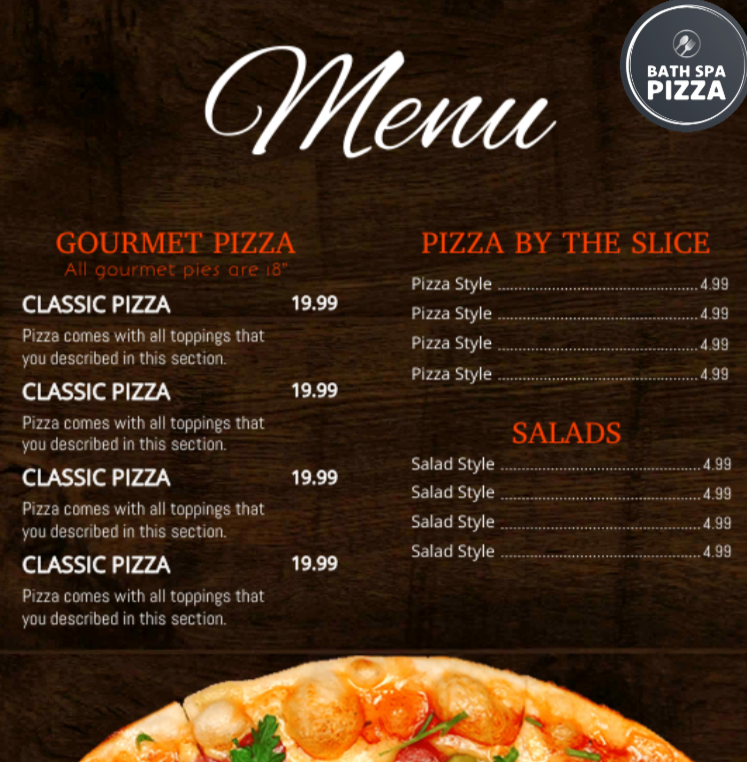 BATH SPA
PIZZA
Menu
GOURMET PIZZA
All gourmet pies are 18"
CLASSIC PIZZA 19.99
Pizza comes with all toppings that
you described in this section.
CLASSIC PIZZA 19.99
Pizza comes with all toppings that
you described in this section.
CLASSIC PIZZA 19.99
Pizza comes with all toppings that
you described in this section.
CLASSIC PIZZA 19.99
Pizza comes with all toppings that
you described in this section.
PIZZA BY THE SLICE
Pizza Style 4.99
Pizza Style 4.99
Pizza Style 4.99
Pizza Style 4.99
SALADS
Salad Style 4.99
Salad Style 4.99
Salad Style 4.99
Salad Style 4.99